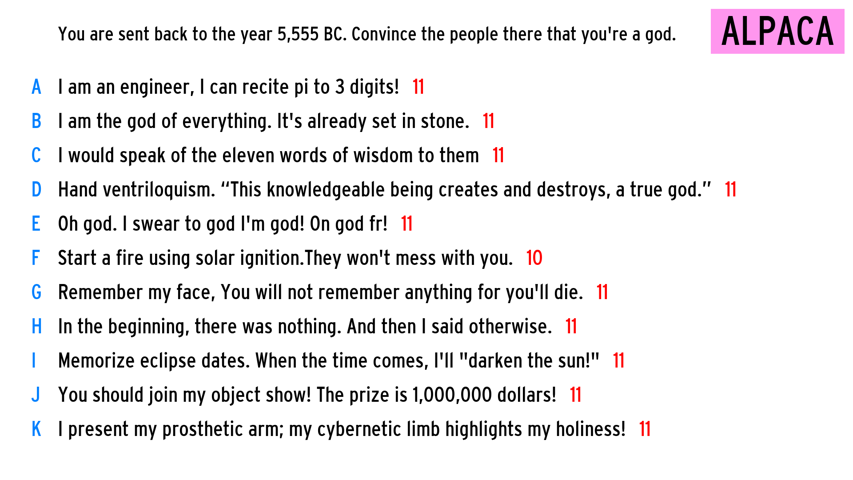 You are sent back to the year 5,555 BC. Convince the people there that you're a god.
ALPACA
A I am an engineer, I can recite pi to 3 digits! 11
B I am the god of everything. It's already set in stone. 11
C I would speak of the eleven words of wisdom to them 11
D Hand ventriloquism. “This knowledgeable being creates and destroys, a true god.” 11
E Oh god. I swear to god I'm god! On god fr! 11
F Start a fire using solar ignition.They won't mess with you. 10
G Remember my face, You will not remember anything for you'll die. 11
H In the beginning, there was nothing. And then I said otherwise. 11
I Memorize eclipse dates. When the time comes, I'll "darken the sun!" 11
J You should join my object show! The prize is 1,000,000 dollars! 11
K I present my prosthetic arm; my cybernetic limb highlights my holiness! 11